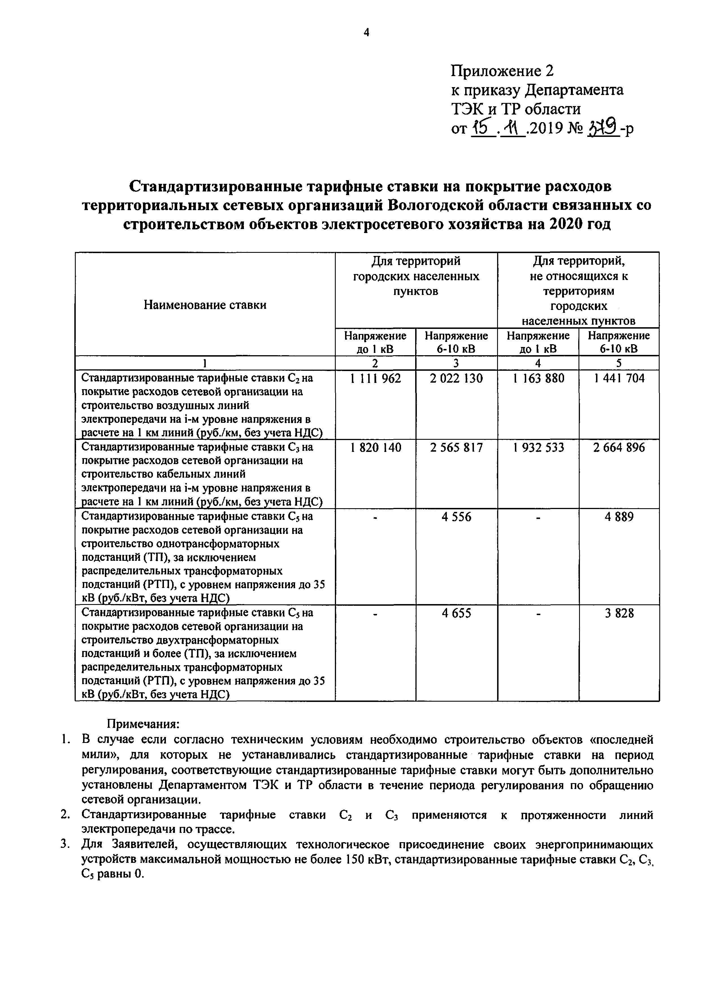 4
Приложение 2
к приказу Департамента
ТЭК и ТР области
от 15.11.2019 № -р
Стандартизированные тарифные ставки на покрытие расходов
территориальных сетевых организаций Вологодской области связанных со
строительством объектов электросетевого хозяйства на 2020 год
Наименование ставки
Для территорий
городских населенных
пунктов
Для территорий,
не относящихся к
территориям
городских
населенных пунктов
Напряжение
до 1 кВ
Напряжение
6-10 кВ
Напряжение
до 1 кВ
Напряжение
6-10 кВ
1 2 3 4 5
Стандартизированные тарифные ставки С₂ на
покрытие расходов сетевой организации на
строительство воздушных линий
электропередачи на i-м уровне напряжения в
расчете на 1 км линий (руб./км, без учета НДС)
1 111 962 2 022 130 1 163 880 1 441 704
Стандартизированные тарифные ставки С₃ на
покрытие расходов сетевой организации на
строительство кабельных линий
электропередачи на i-м уровне напряжения в
расчете на 1 км линий (руб./км, без учета НДС)
1 820 140 2 565 817 1 932 533 2 664 896
Стандартизированные тарифные ставки С₅ на
покрытие расходов сетевой организации на
строительство однотрансформаторных
подстанций (ТП), за исключением
распределительных трансформаторных
подстанций (РТП), с уровнем напряжения до 35
кВ (руб./кВт, без учета НДС)
- 4 556 - 4 889
Стандартизированные тарифные ставки С₅ на
покрытие расходов сетевой организации на
строительство двухтрансформаторных
подстанций и более (ТП), за исключением
распределительных трансформаторных
подстанций (РТП), с уровнем напряжения до 35
кВ (руб./кВт, без учета НДС)
- 4 655 - 3 828
Примечания:
1. В случае если согласно техническим условиям необходимо строительство объектов «последней
мили», для которых не устанавливались стандартизированные тарифные ставки на период
регулирования, соответствующие стандартизированные тарифные ставки могут быть дополнительно
установлены Департаментом ТЭК и ТР области в течение периода регулирования по обращению
сетевой организации.
2. Стандартизированные тарифные ставки С₂ и С₃ применяются к протяженности линий
электропередачи по трассе.
3. Для Заявителей, осуществляющих технологическое присоединение своих энергопринимающих
устройств максимальной мощностью не более 150 кВт, стандартизированные тарифные ставки С₂, С₃,
С₅ равны 0.